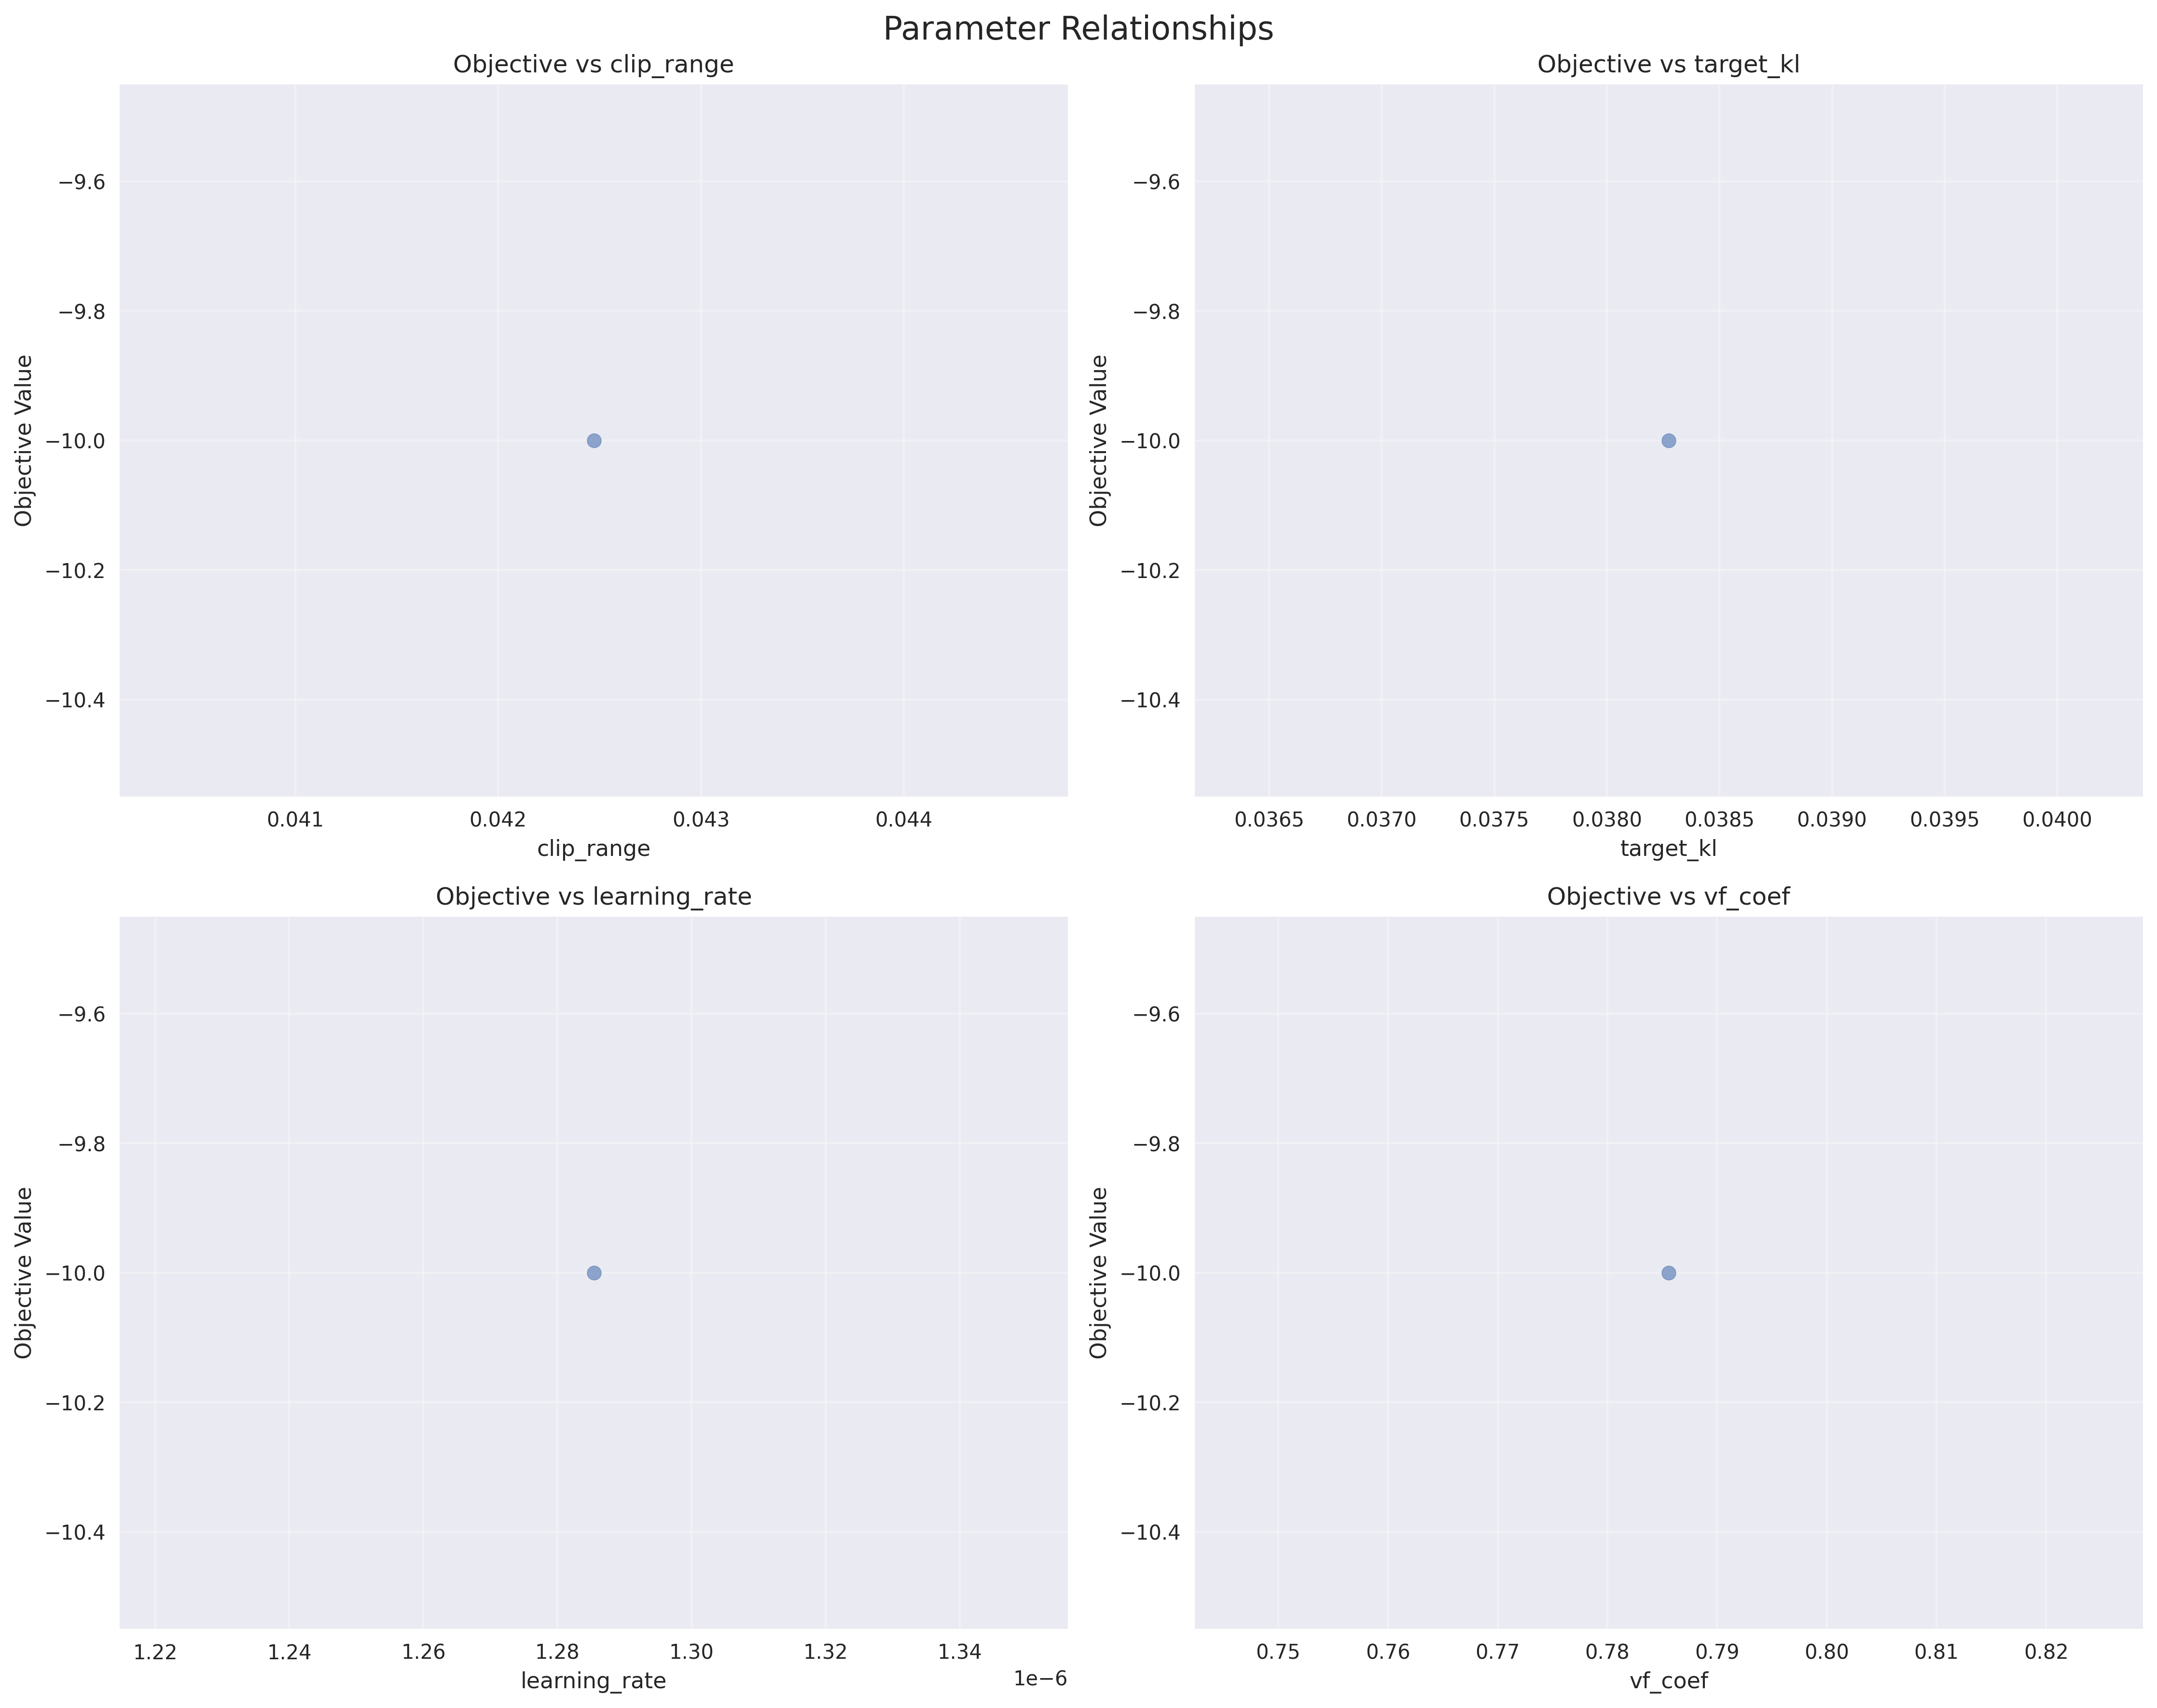 Parameter Relationships
Objective vs clip_range
Objective Value
−9.6
−9.8
−10.0
−10.2
−10.4
0.041 0.042 0.043 0.044
clip_range
Objective vs target_kl
Objective Value
−9.6
−9.8
−10.0
−10.2
−10.4
0.0365 0.0370 0.0375 0.0380 0.0385 0.0390 0.0395 0.0400
target_kl
Objective vs learning_rate
Objective Value
−9.6
−9.8
−10.0
−10.2
−10.4
1.22 1.24 1.26 1.28 1.30 1.32 1.34
1e−6
learning_rate
Objective vs vf_coef
Objective Value
−9.6
−9.8
−10.0
−10.2
−10.4
0.75 0.76 0.77 0.78 0.79 0.80 0.81 0.82
vf_coef